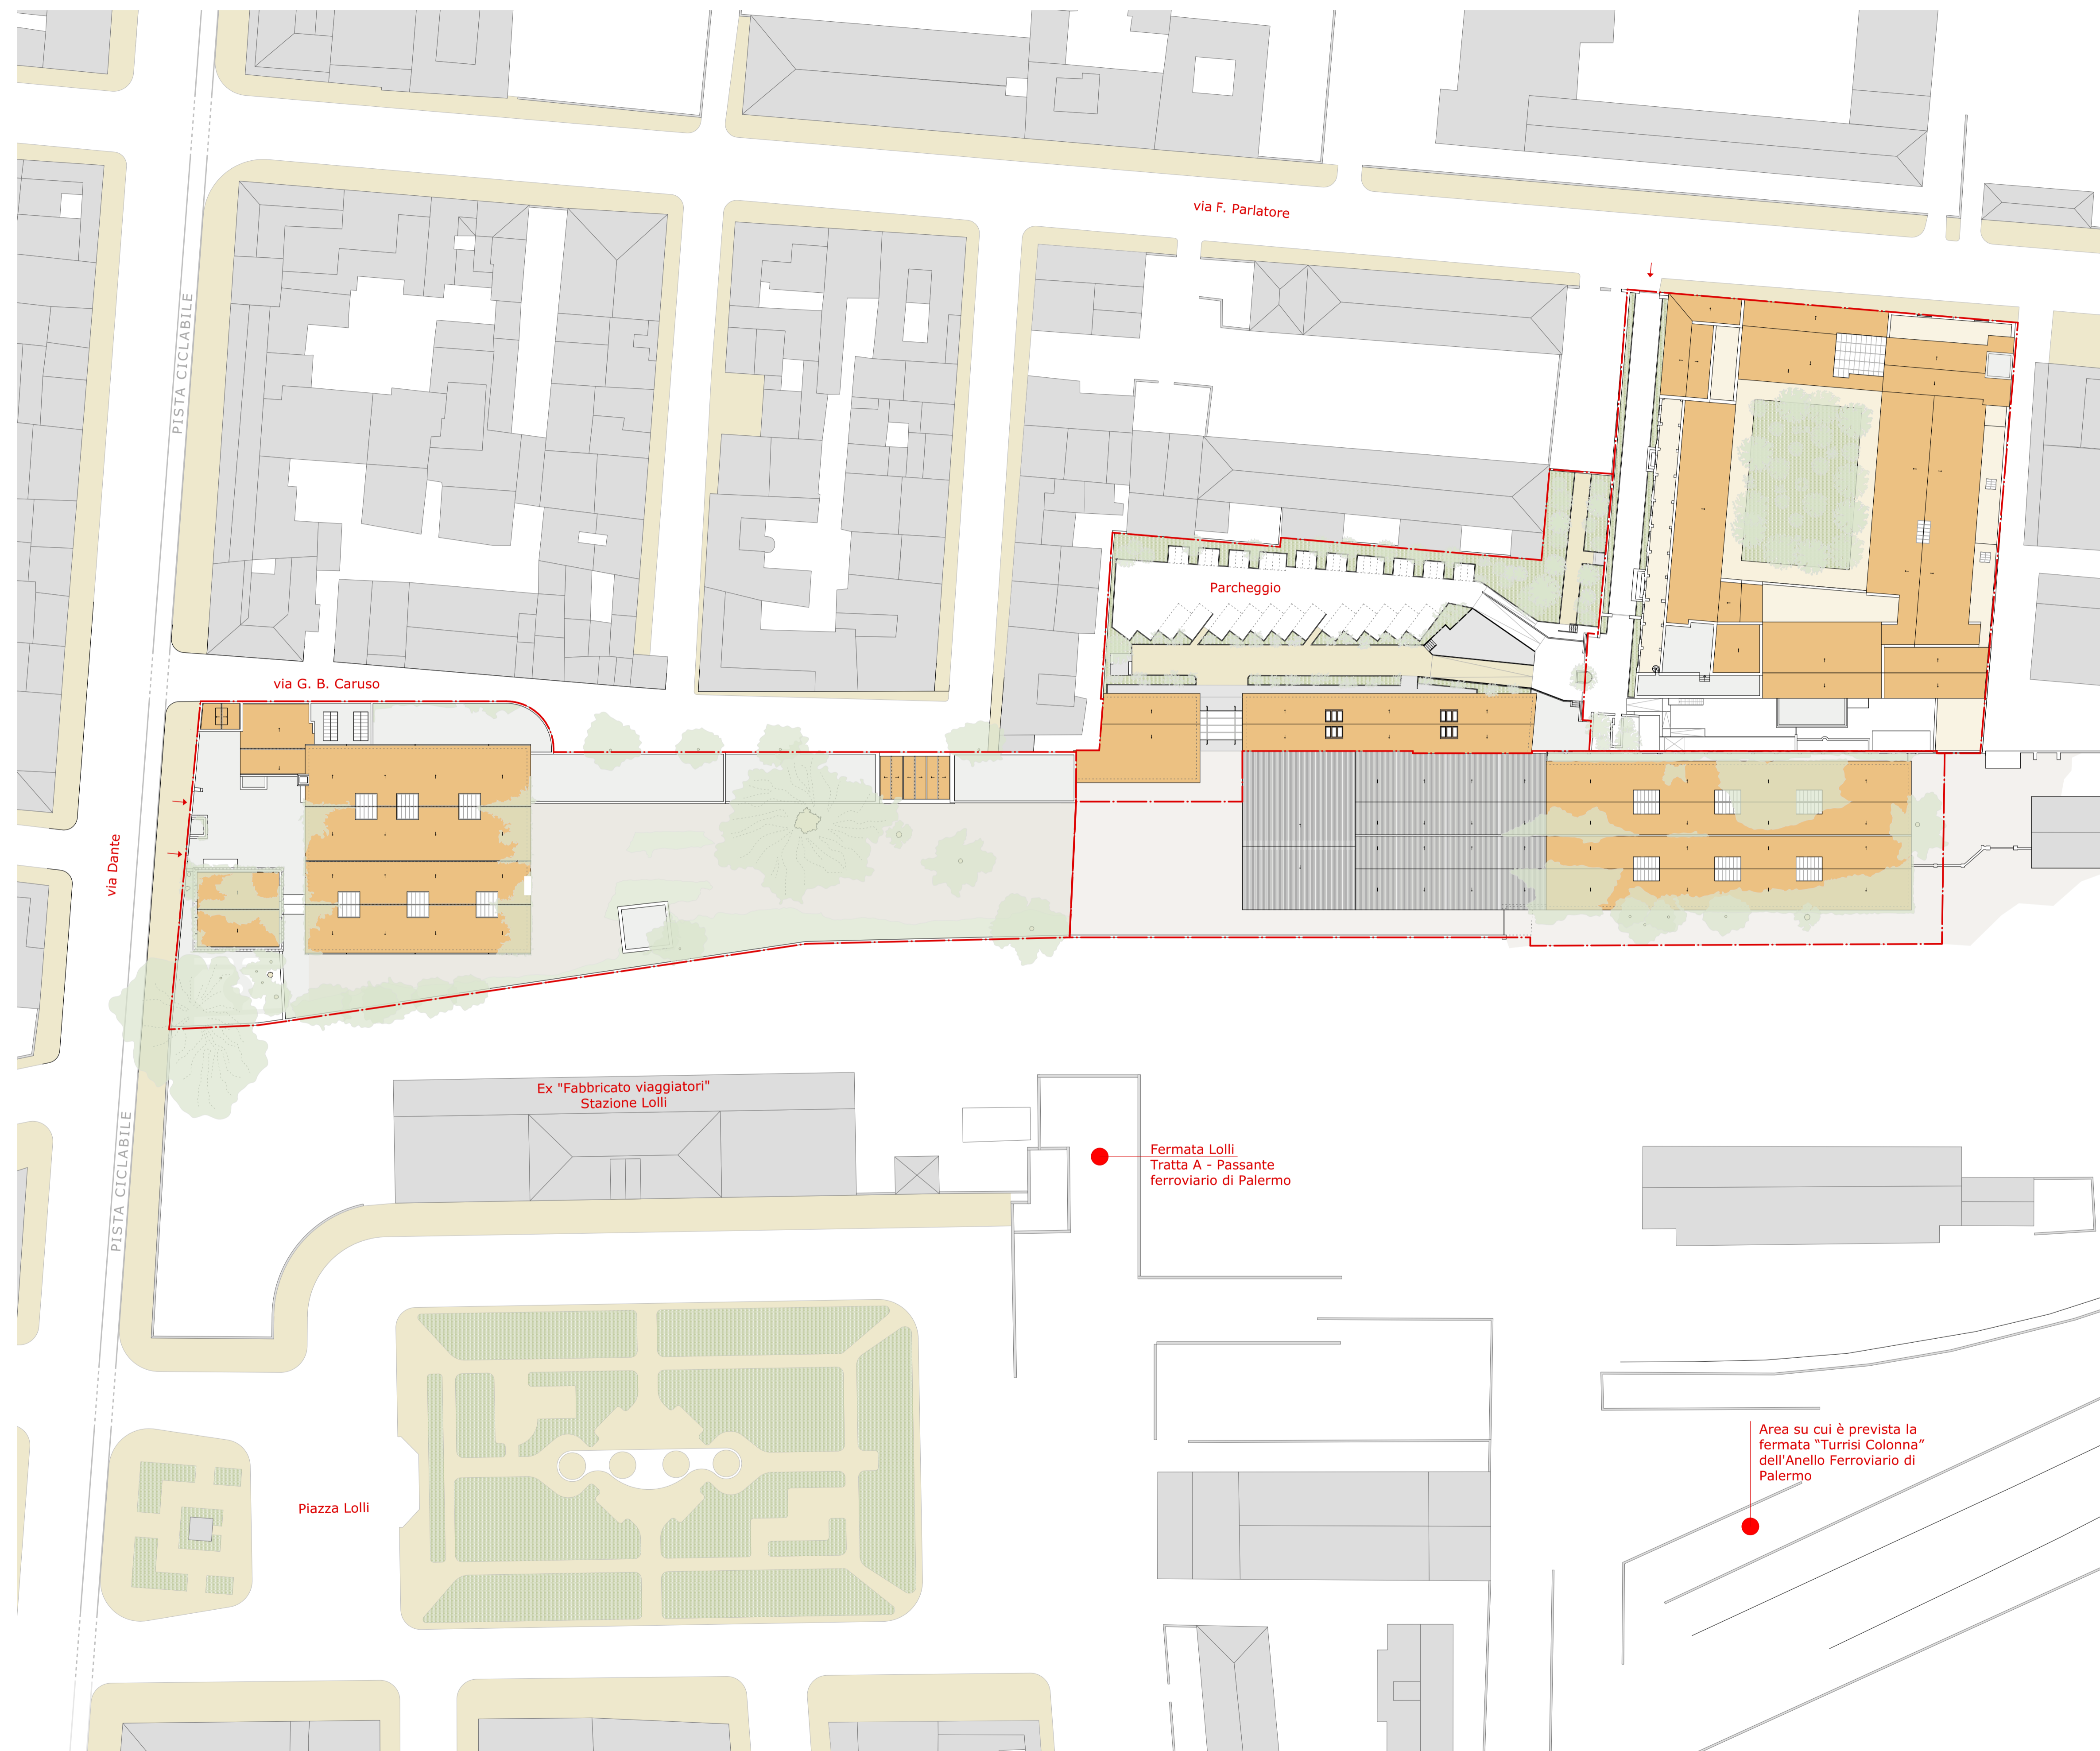 via F. Parlatore
PISTA CICLABILE
Parcheggio
via G. B. Caruso
via Dante
Ex "Fabbricato viaggiatori"
Stazione Lolli
Fermata Lolli
Tratta A - Passante
ferroviario di Palermo
PISTA CICLABILE
Area su cui è prevista la
fermata “Turrisi Colonna”
dell'Anello Ferroviario di
Palermo
Piazza Lolli